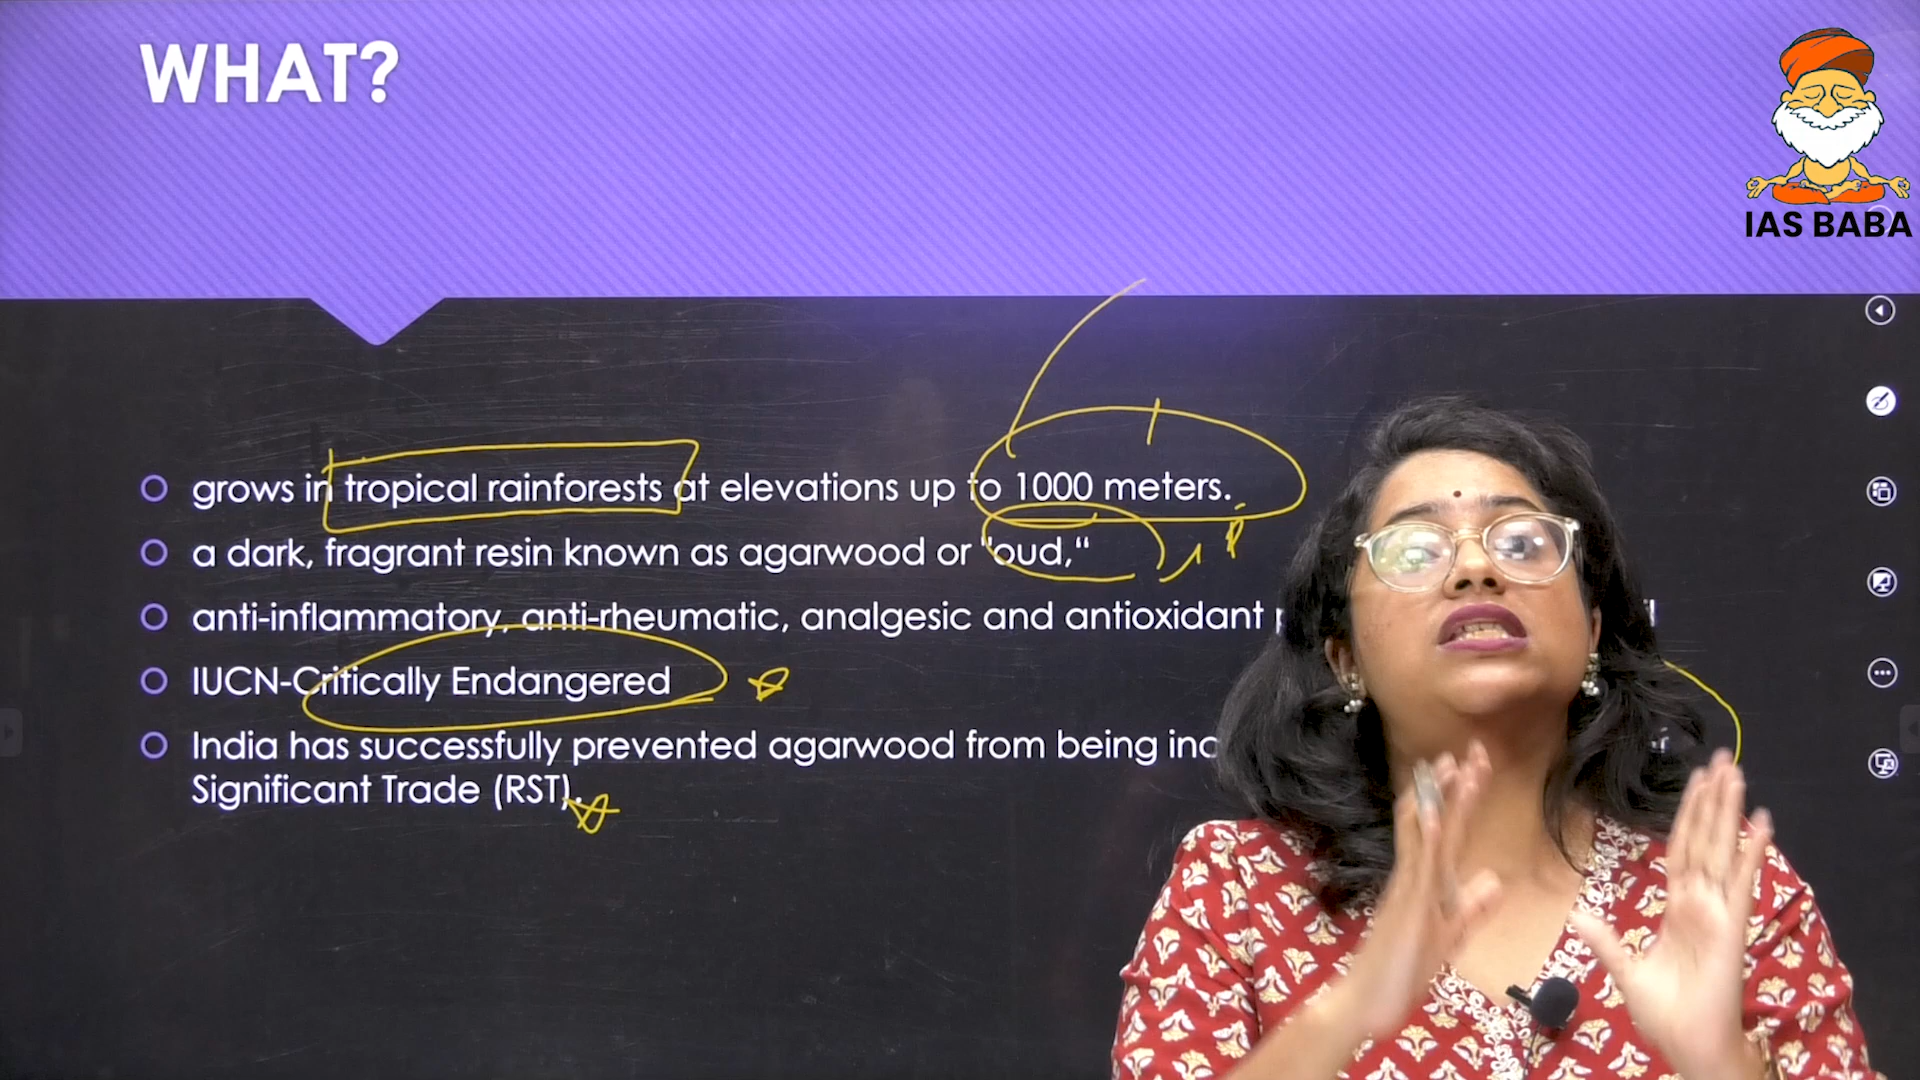 WHAT?
IAS BABA
grows in tropical rainforests at elevations up to 1000 meters.
a dark, fragrant resin known as agarwood or "oud,"
anti-inflammatory, anti-rheumatic, analgesic and antioxidant
IUCN-Critically Endangered
India has successfully prevented agarwood from being
Significant Trade (RST).